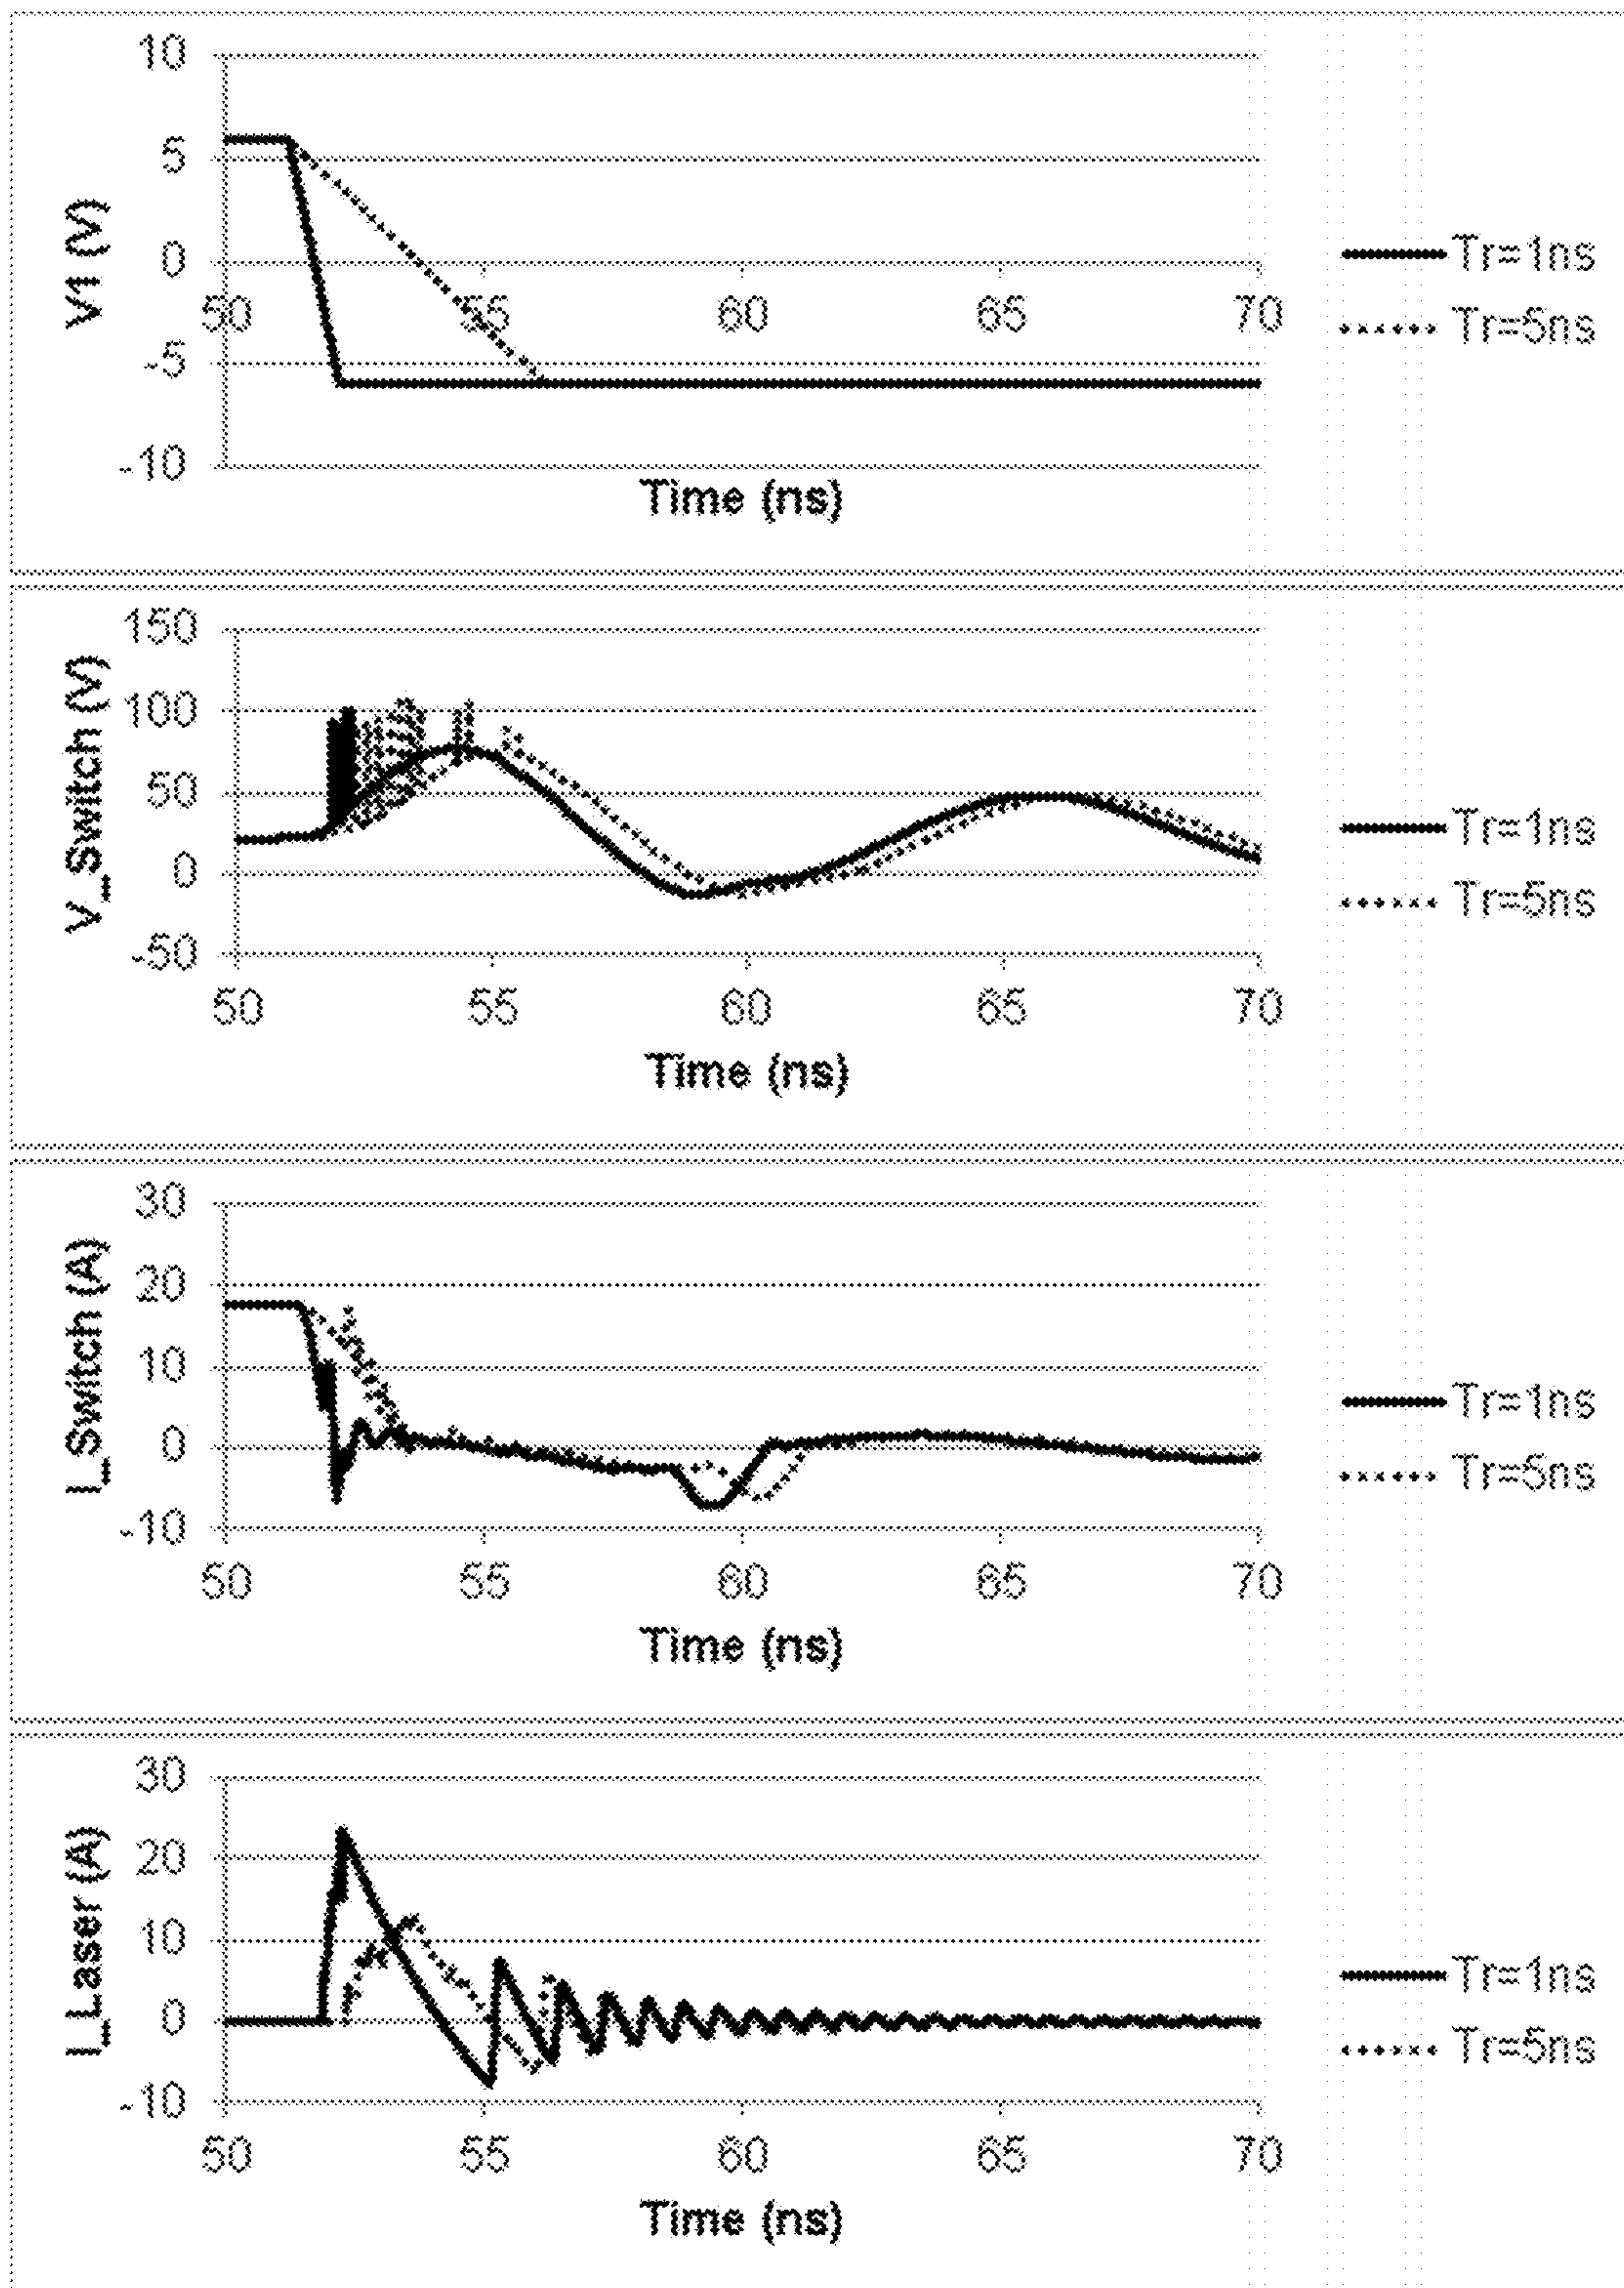 10
5
0
-5
-10
V1 (V)
50 55 60 65 70
Time (ns)
Tr=1ns
Tr=5ns
150
100
50
0
-50
V_Switch (V)
50 55 60 65 70
Time (ns)
Tr=1ns
Tr=5ns
30
20
10
0
-10
I_Switch (A)
50 55 60 65 70
Time (ns)
Tr=1ns
Tr=5ns
30
20
10
0
-10
I_Laser (A)
50 55 60 65 70
Time (ns)
Tr=1ns
Tr=5ns